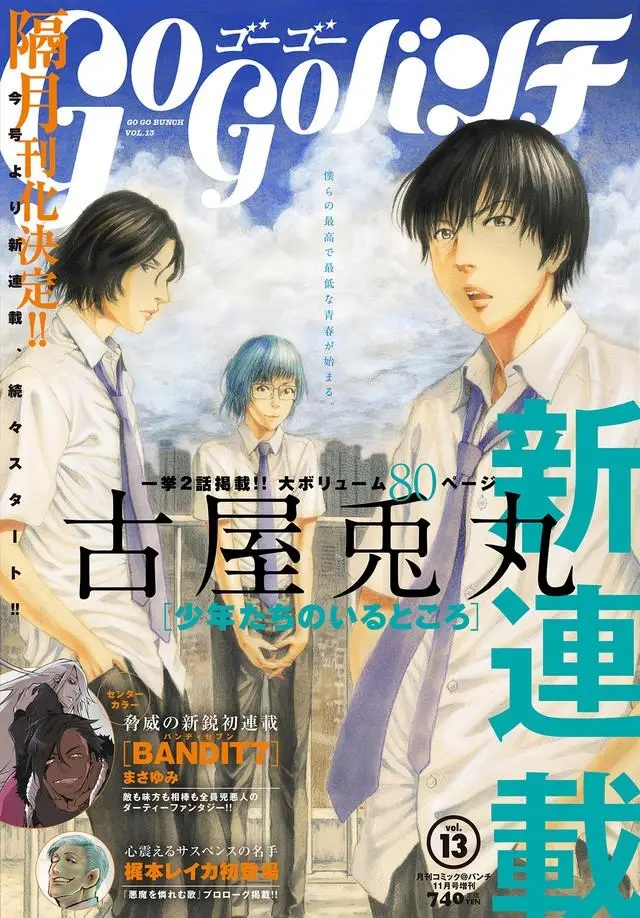 隔月刊化決定!!
今号より新連載、続々スタート!!
ゴーゴー
GOGOバンチ
GO GO BUNCH
VOL.13
僕らの最高で最低な青春が始まる。
新連載
一挙2話掲載!! 大ボリューム80ページ
古屋兎丸
[少年たちのいるところ]
センター
カラー
脅威の新鋭初連載
バンディセブン
[BANDIT7]
まさゆみ
敵も味方も相棒も全員兇悪人の
ダーティーファンタジー!!
心震えるサスペンスの名手
梶本レイカ初登場
『悪魔を憐れむ歌』プロローグ掲載!!
vol.
13
月刊コミック@バンチ
11月号増刊
740YEN